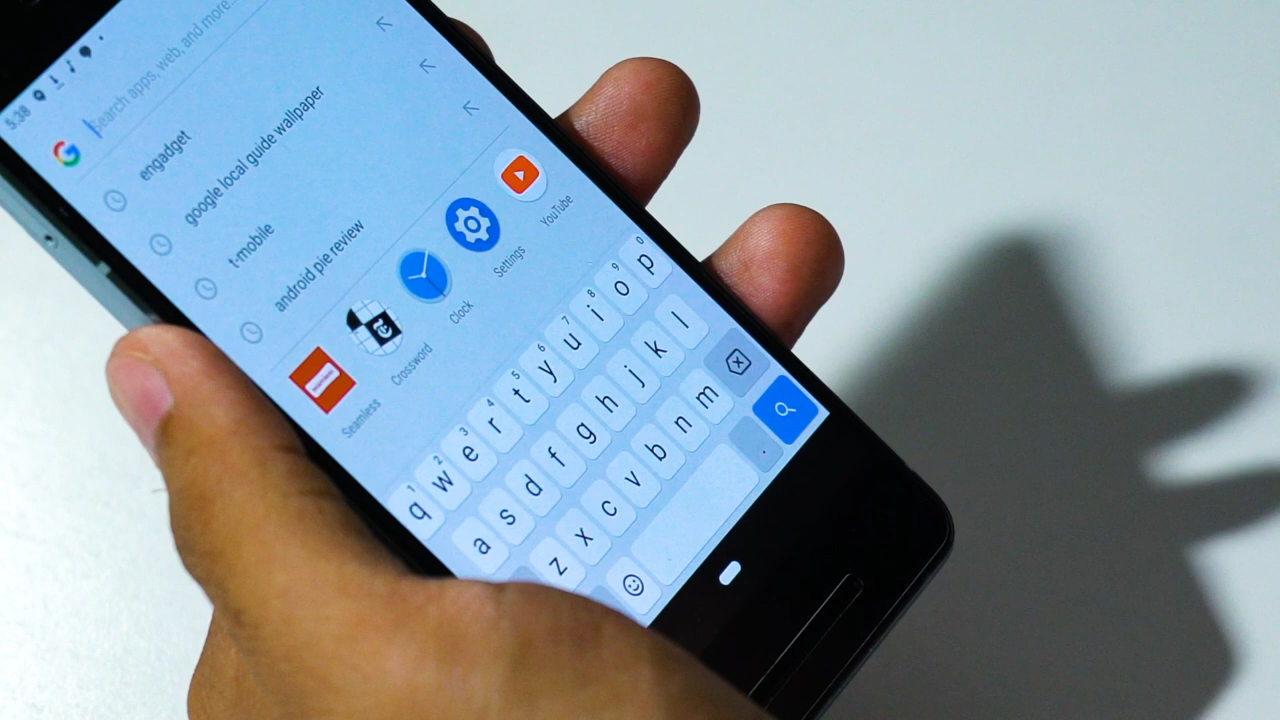 5:38
Search apps, web, and more...
engadget
google local guide wallpaper
t-mobile
android pie review
Seamless
Crossword
Clock
Settings
YouTube
1 2 3 4 5 6 7 8 9 0
q w e r t y u i o p
a s d f g h j k l
z x c v b n m
.